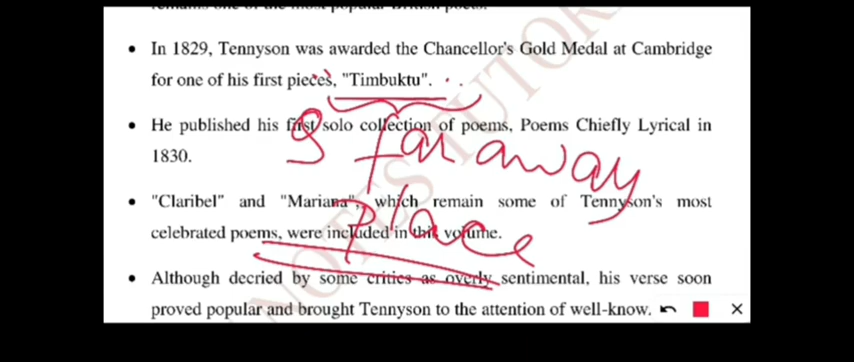 In 1829, Tennyson was awarded the Chancellor's Gold Medal at Cambridge
for one of his first pieces, "Timbuktu".
He published his first solo collection of poems, Poems Chiefly Lyrical in
1830.
far away
"Claribel" and "Mariana", which remain some of Tennyson's most
place
celebrated poems, were included in this volume.
Although decried by some critics as overly sentimental, his verse soon
proved popular and brought Tennyson to the attention of well-know.
NOTES TUTOR